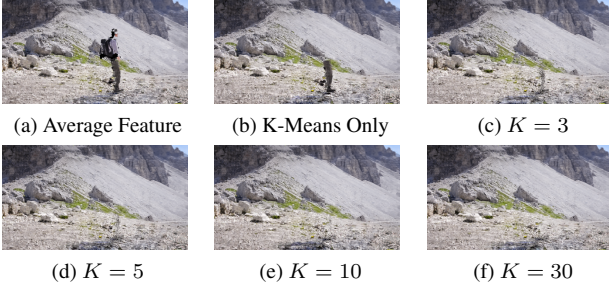 (a) Average Feature (b) K-Means Only (c) K = 3
(d) K = 5 (e) K = 10 (f) K = 30